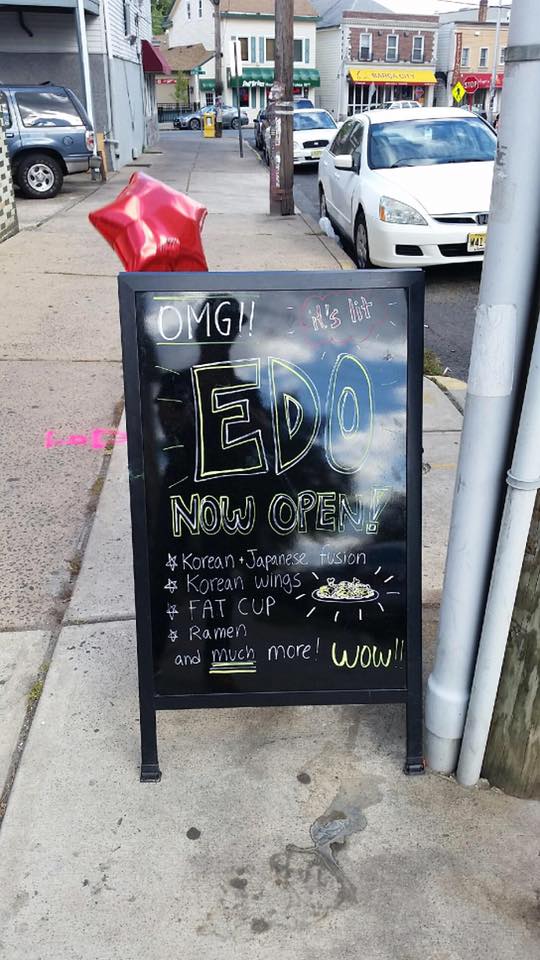 BARCA CITY
STOP
OMG!!
it's lit
EDO
NOW OPEN!
Korean + Japanese fusion
Korean wings
FAT CUP
Ramen
and much more! WOW!!